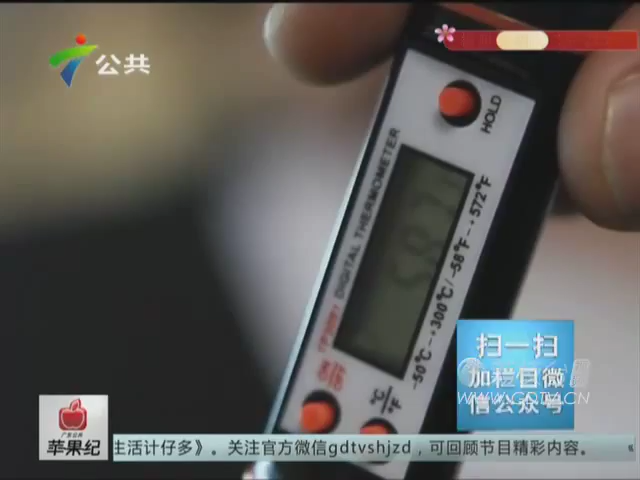 公共
HOLD
DIGITAL THERMOMETER
-50℃-+300℃/-58℉-+572℉
℃
℉
扫一扫
加栏目微
信公众号
WWW.GDTV.CN
苹果纪
生活计仔多》。关注官方微信gdtvshjzd，可回顾节目精彩内容。